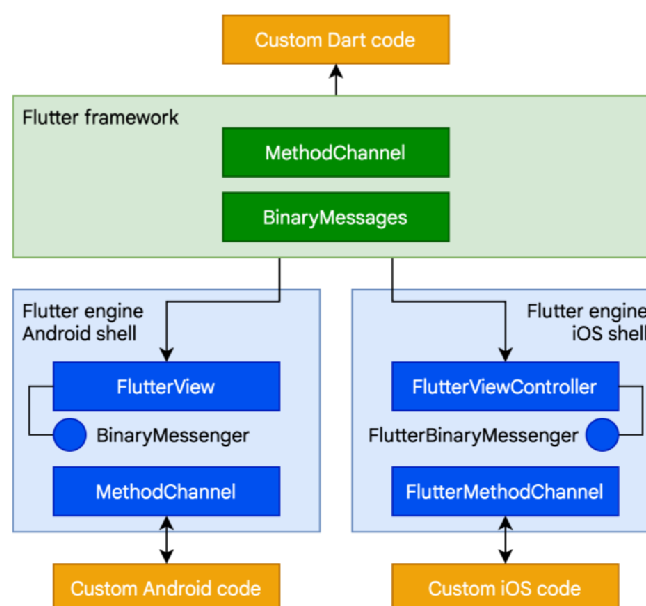 Custom Dart code
Flutter framework
MethodChannel
BinaryMessages
Flutter engine
Android shell
FlutterView
BinaryMessenger
MethodChannel
Custom Android code
Flutter engine
iOS shell
FlutterViewController
FlutterBinaryMessenger
FlutterMethodChannel
Custom iOS code